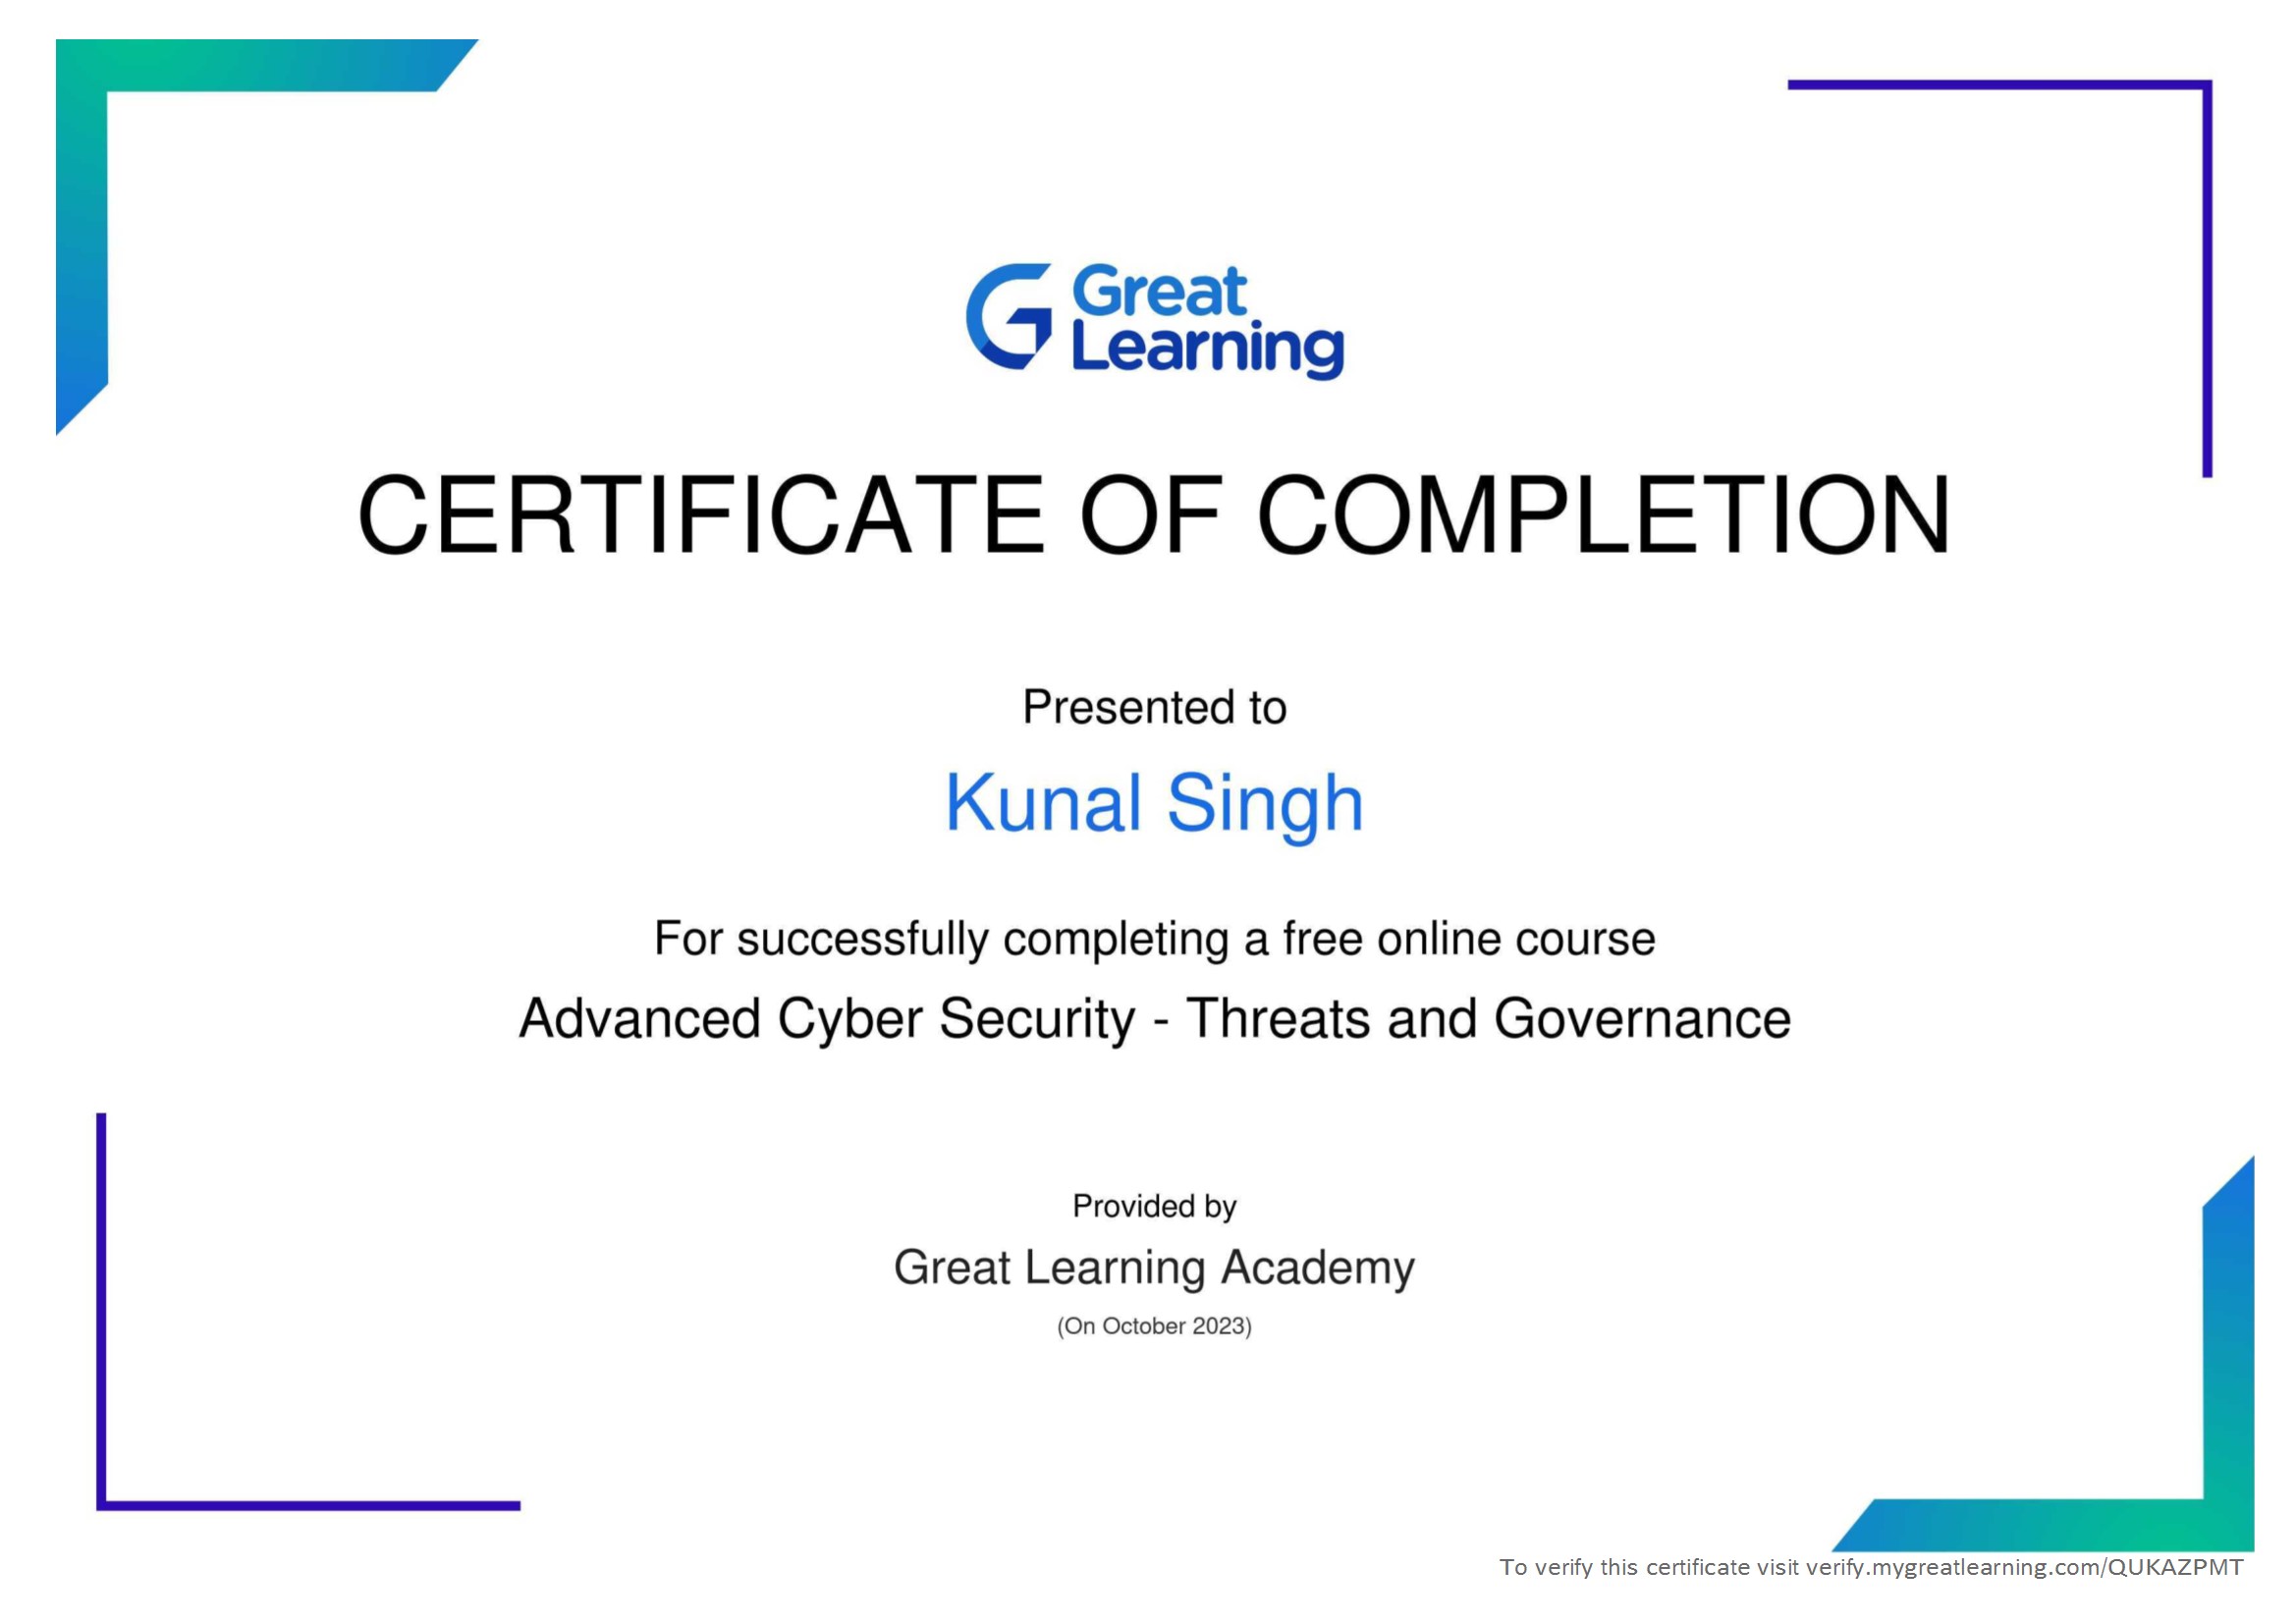 Great
Learning
CERTIFICATE OF COMPLETION
Presented to
Kunal Singh
For successfully completing a free online course
Advanced Cyber Security - Threats and Governance
Provided by
Great Learning Academy
(On October 2023)
To verify this certificate visit verify.mygreatlearning.com/QUKAZPMT